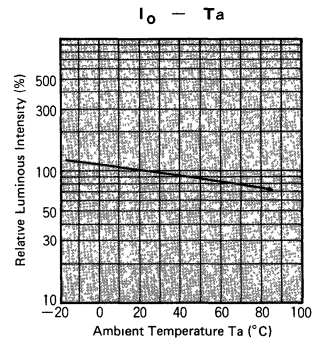 Io – Ta
Relative Luminous Intensity (%)
500
300
100
50
30
10
−20 0 20 40 60 80 100
Ambient Temperature Ta (°C)